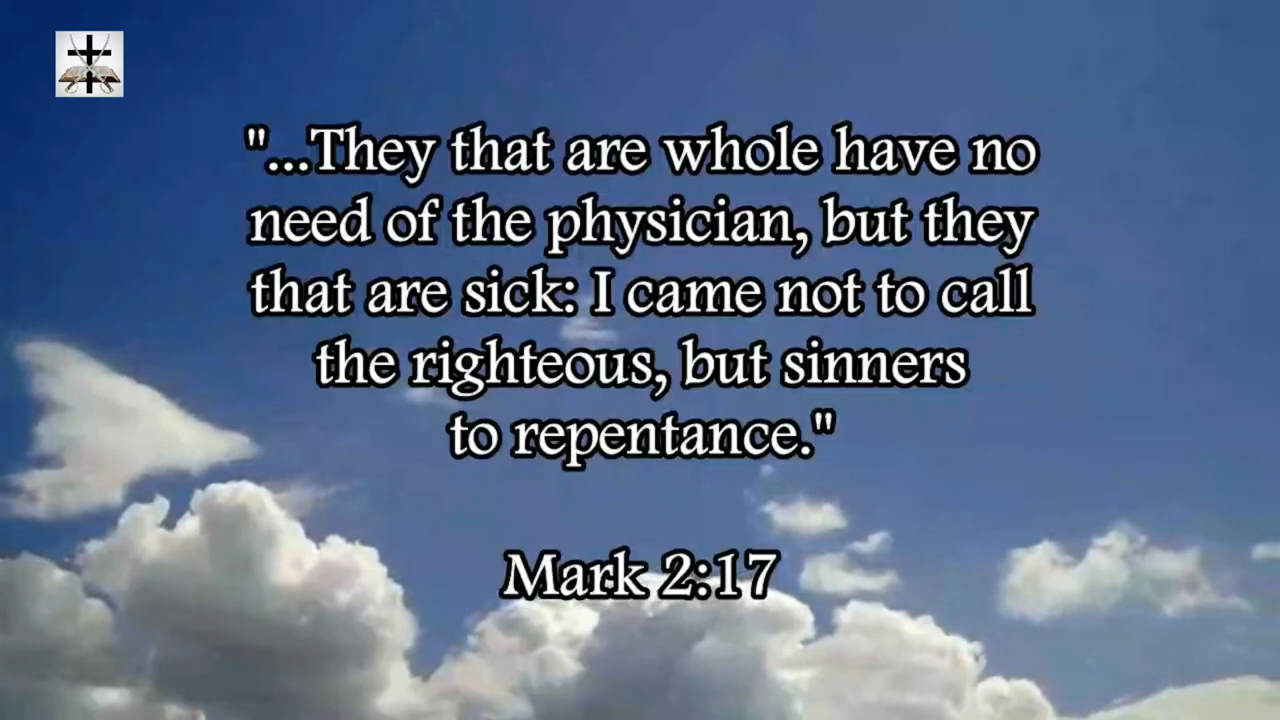 "...They that are whole have no
need of the physician, but they
that are sick: I came not to call
the righteous, but sinners
to repentance."
Mark 2:17